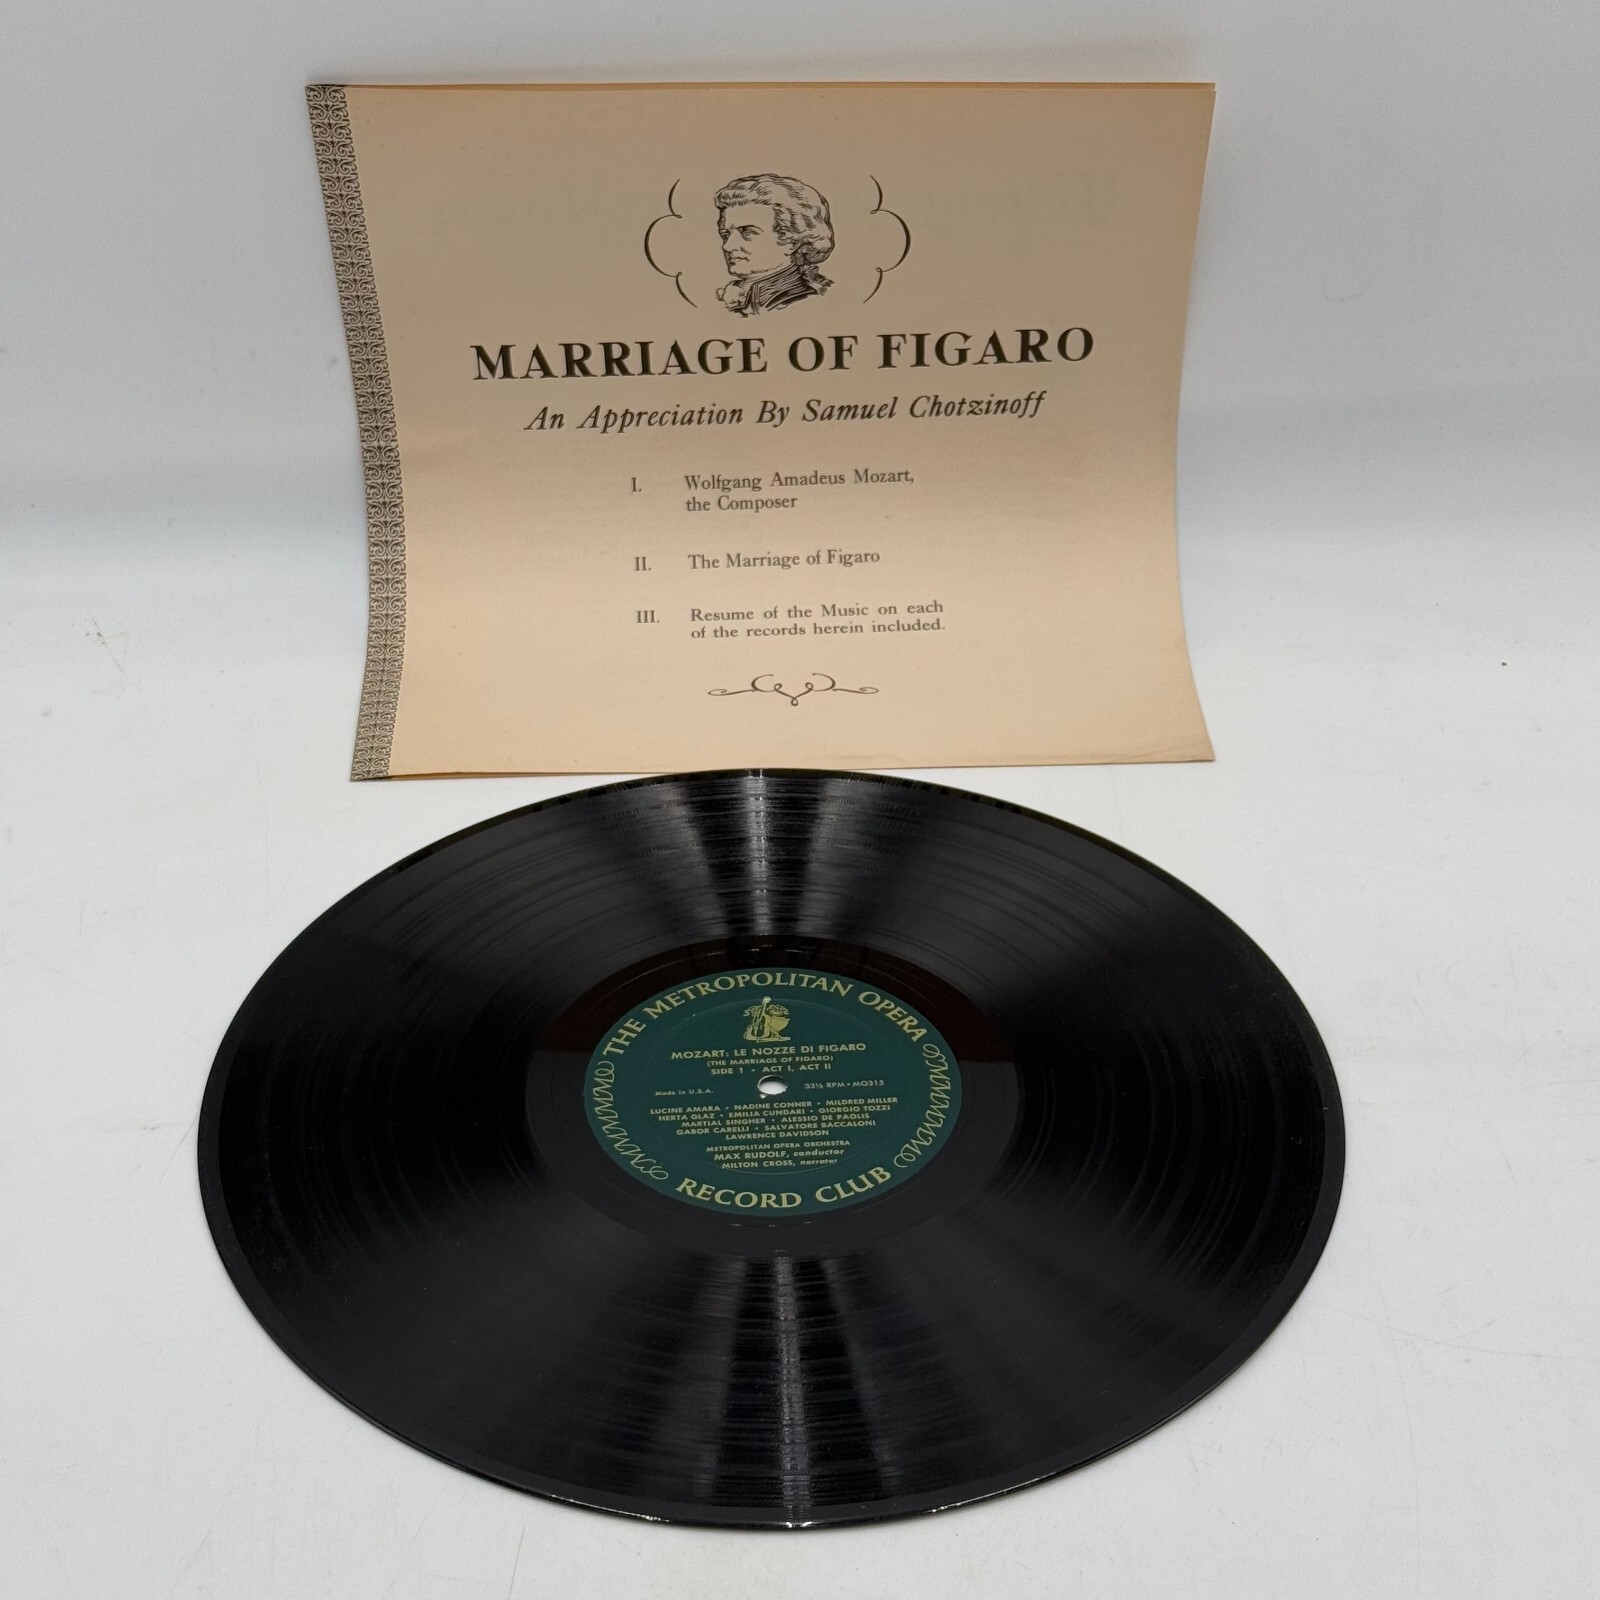 MARRIAGE OF FIGARO
An Appreciation By Samuel Chotzinoff
I. Wolfgang Amadeus Mozart,
the Composer
II. The Marriage of Figaro
III. Resume of the Music on each
of the records herein included.
THE METROPOLITAN OPERA
MOZART: LE NOZZE DI FIGARO
(THE MARRIAGE OF FIGARO)
SIDE 1 • ACT I, ACT II
Made in U.S.A. 33⅓ RPM • MO315
LUCINE AMARA • NADINE CONNER • MILDRED MILLER
HERTA GLAZ • EMILIA CUNDARI • GIORGIO TOZZI
MARTIAL SINGHER • ALESSIO DE PAOLIS
GABOR CARELLI • SALVATORE BACCALONI
LAWRENCE DAVIDSON
METROPOLITAN OPERA ORCHESTRA
MAX RUDOLF, conductor
MILTON CROSS, narrator
RECORD CLUB